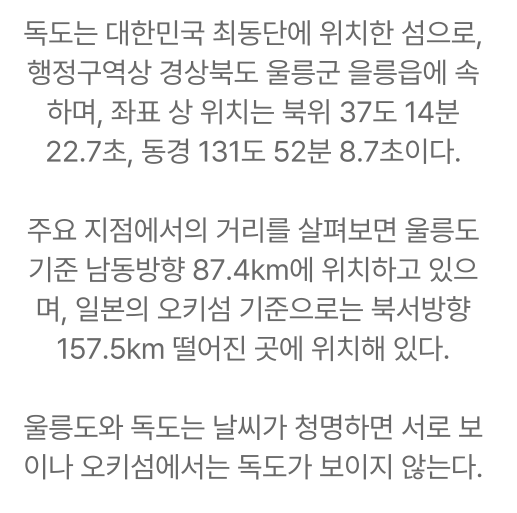 독도는 대한민국 최동단에 위치한 섬으로,
행정구역상 경상북도 울릉군 을릉읍에 속
하며, 좌표 상 위치는 북위 37도 14분
22.7초, 동경 131도 52분 8.7초이다.
주요 지점에서의 거리를 살펴보면 울릉도
기준 남동방향 87.4km에 위치하고 있으
며, 일본의 오키섬 기준으로는 북서방향
157.5km 떨어진 곳에 위치해 있다.
울릉도와 독도는 날씨가 청명하면 서로 보
이나 오키섬에서는 독도가 보이지 않는다.